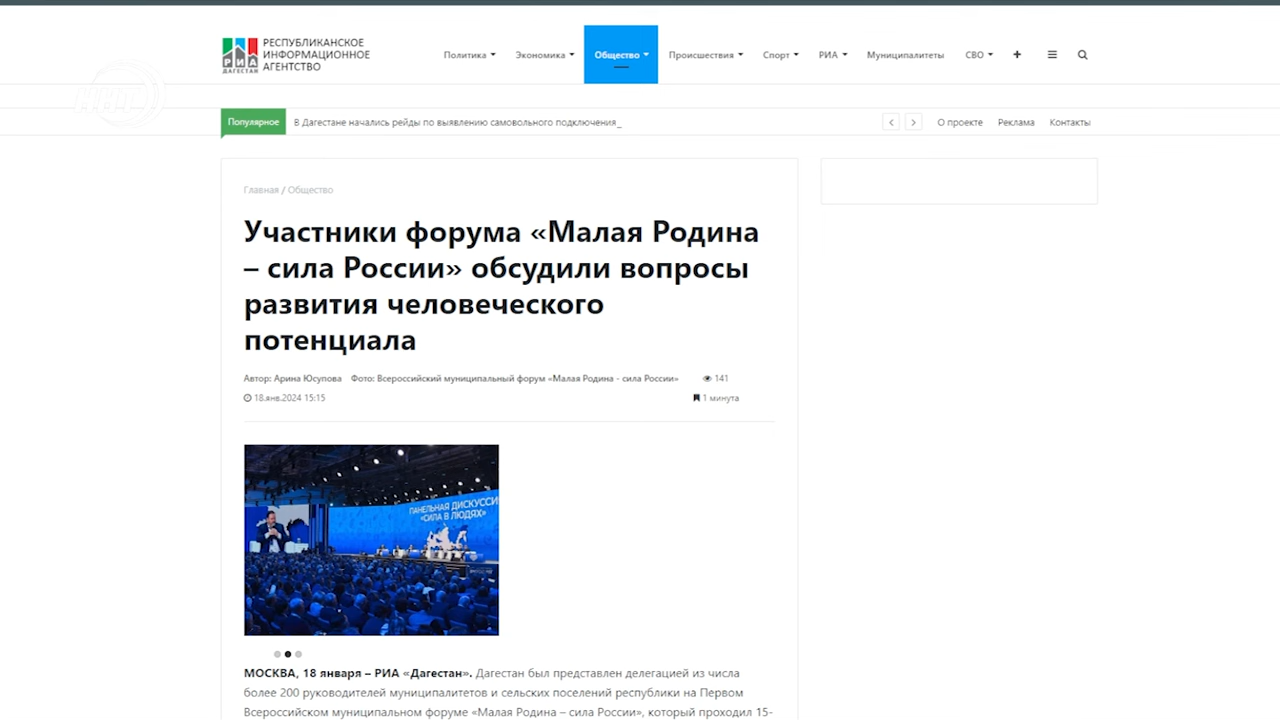 РЕСПУБЛИКАНСКОЕ
ИНФОРМАЦИОННОЕ
АГЕНТСТВО
РИА
ДАГЕСТАН
Политика
Экономика
Общество
Происшествия
Спорт
РИА
Муниципалитеты
СВО
ННТ
Популярное
В Дагестане начались рейды по выявлению самовольного подключения_
О проекте
Реклама
Контакты
Главная / Общество
Участники форума «Малая Родина
– сила России» обсудили вопросы
развития человеческого
потенциала
Автор: Арина Юсупова Фото: Всероссийский муниципальный форум «Малая Родина - сила России» 141
18.янв.2024 15:15 1 минута
ПАНЕЛЬНАЯ ДИСКУССИ
«СИЛА В ЛЮДЯХ»
МОСКВА, 18 января – РИА «Дагестан». Дагестан был представлен делегацией из числа
более 200 руководителей муниципалитетов и сельских поселений республики на Первом
Всероссийском муниципальном форуме «Малая Родина – сила России», который проходил 15-